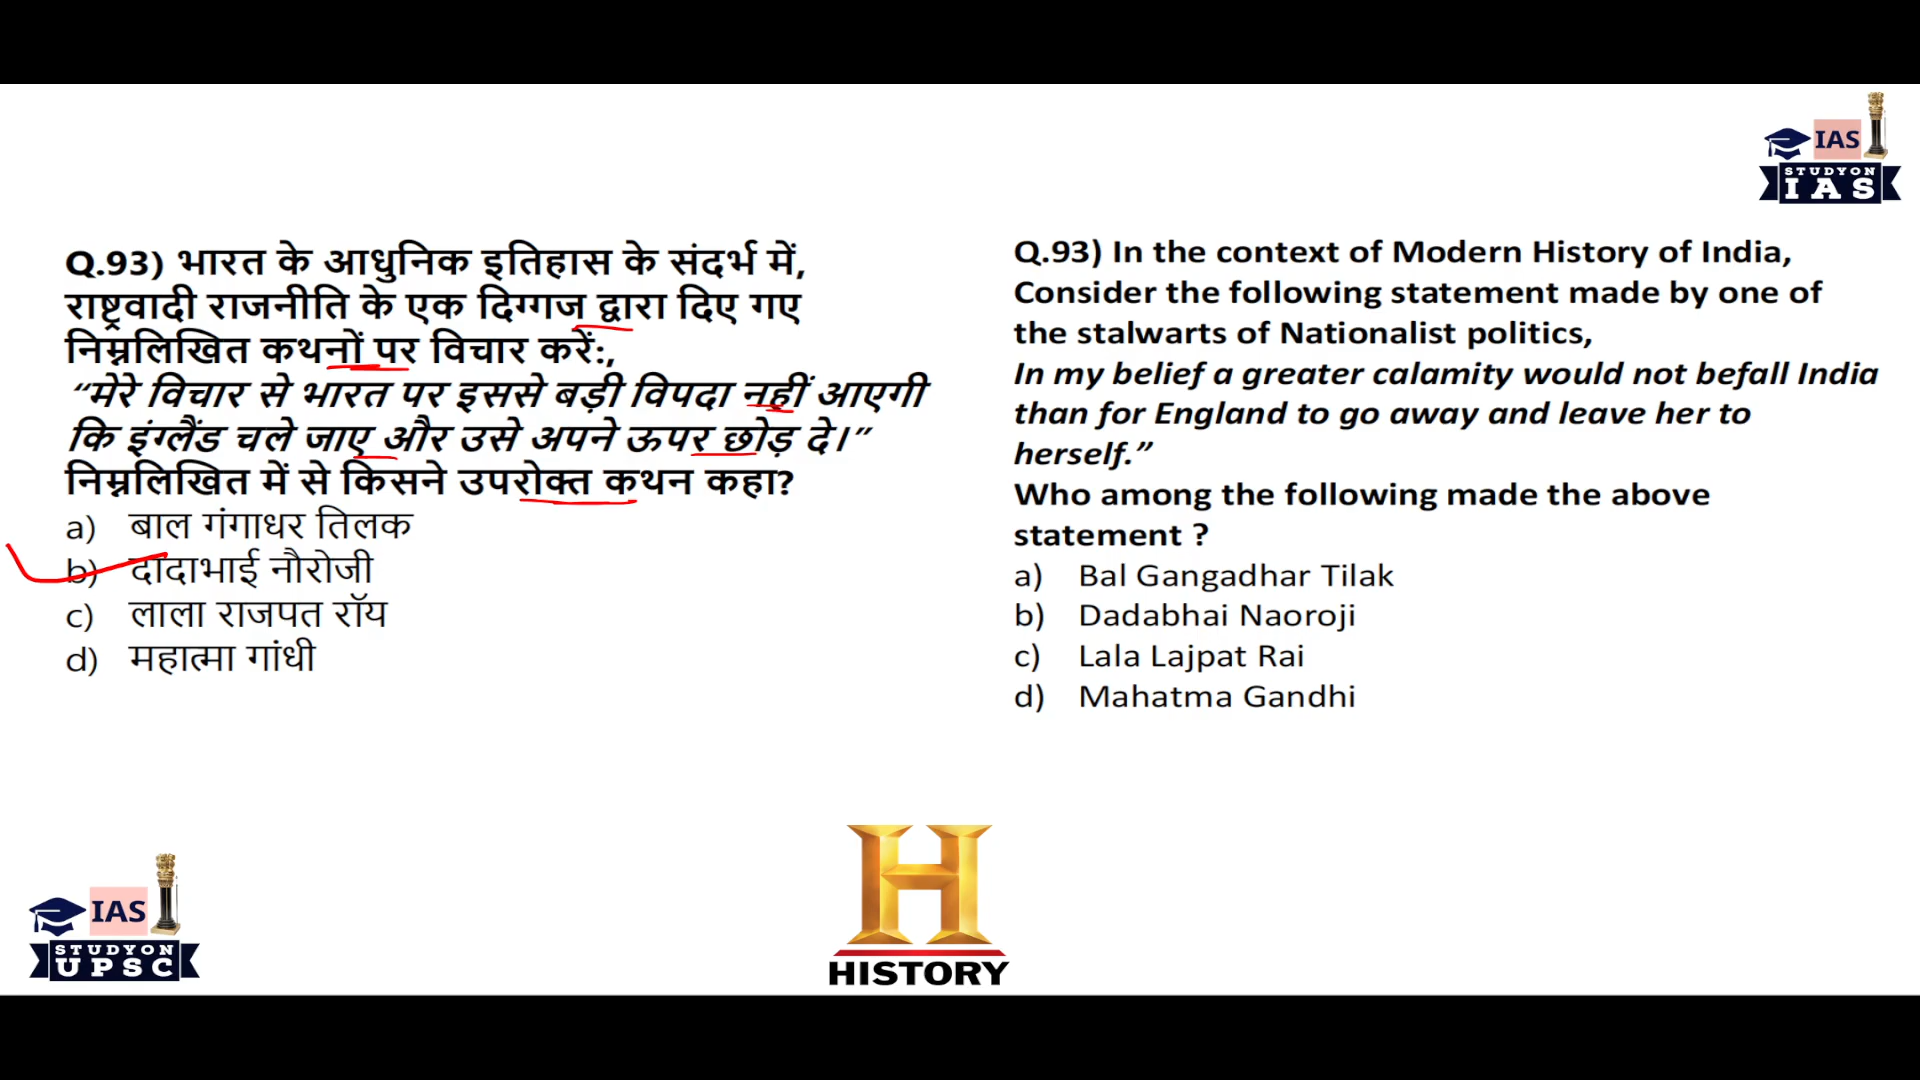 IAS
STUDYON
IAS
Q.93) भारत के आधुनिक इतिहास के संदर्भ में,
राष्ट्रवादी राजनीति के एक दिग्गज द्वारा दिए गए
निम्नलिखित कथनों पर विचार करें:,
“मेरे विचार से भारत पर इससे बड़ी विपदा नहीं आएगी
कि इंग्लैंड चले जाए और उसे अपने ऊपर छोड़ दे।”
निम्नलिखित में से किसने उपरोक्त कथन कहा?
a) बाल गंगाधर तिलक
b) दादाभाई नौरोजी
c) लाला राजपत रॉय
d) महात्मा गांधी
Q.93) In the context of Modern History of India,
Consider the following statement made by one of
the stalwarts of Nationalist politics,
In my belief a greater calamity would not befall India
than for England to go away and leave her to
herself.”
Who among the following made the above
statement ?
a) Bal Gangadhar Tilak
b) Dadabhai Naoroji
c) Lala Lajpat Rai
d) Mahatma Gandhi
IAS
STUDYON
UPSC
H
HISTORY